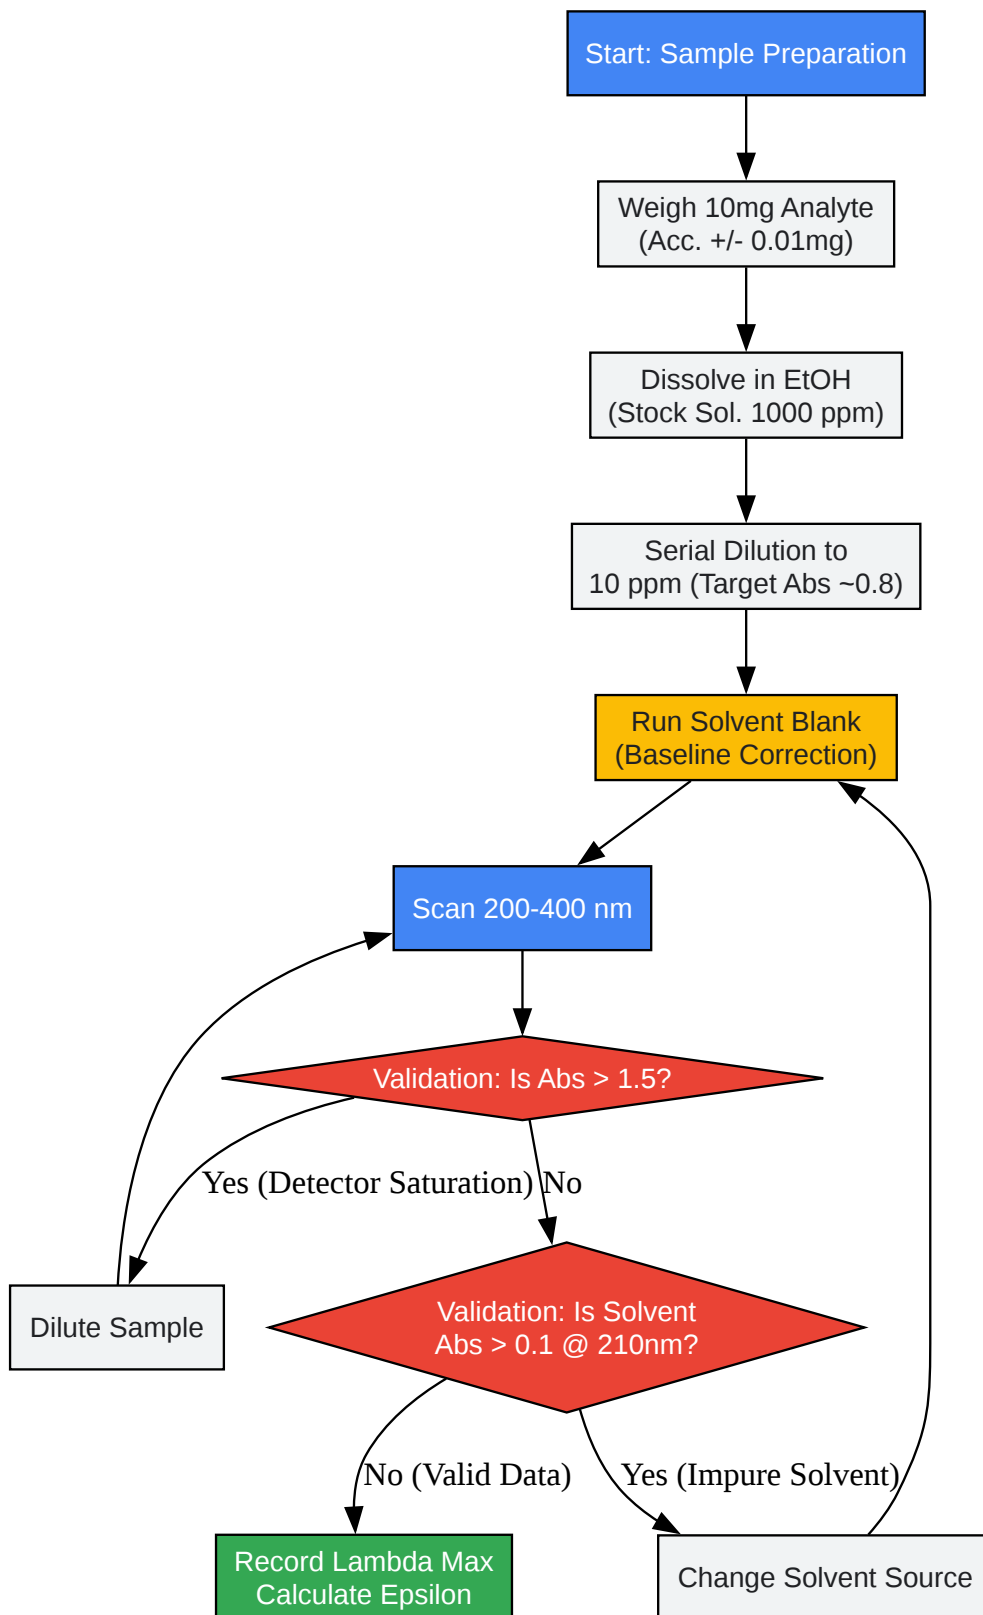 Start: Sample Preparation
Weigh 10mg Analyte
(Acc. +/- 0.01mg)
Dissolve in EtOH
(Stock Sol. 1000 ppm)
Serial Dilution to
10 ppm (Target Abs ~0.8)
Run Solvent Blank
(Baseline Correction)
Scan 200-400 nm
Validation: Is Abs > 1.5?
Yes (Detector Saturation)
No
Dilute Sample
Validation: Is Solvent
Abs > 0.1 @ 210nm?
No (Valid Data)
Yes (Impure Solvent)
Record Lambda Max
Calculate Epsilon
Change Solvent Source